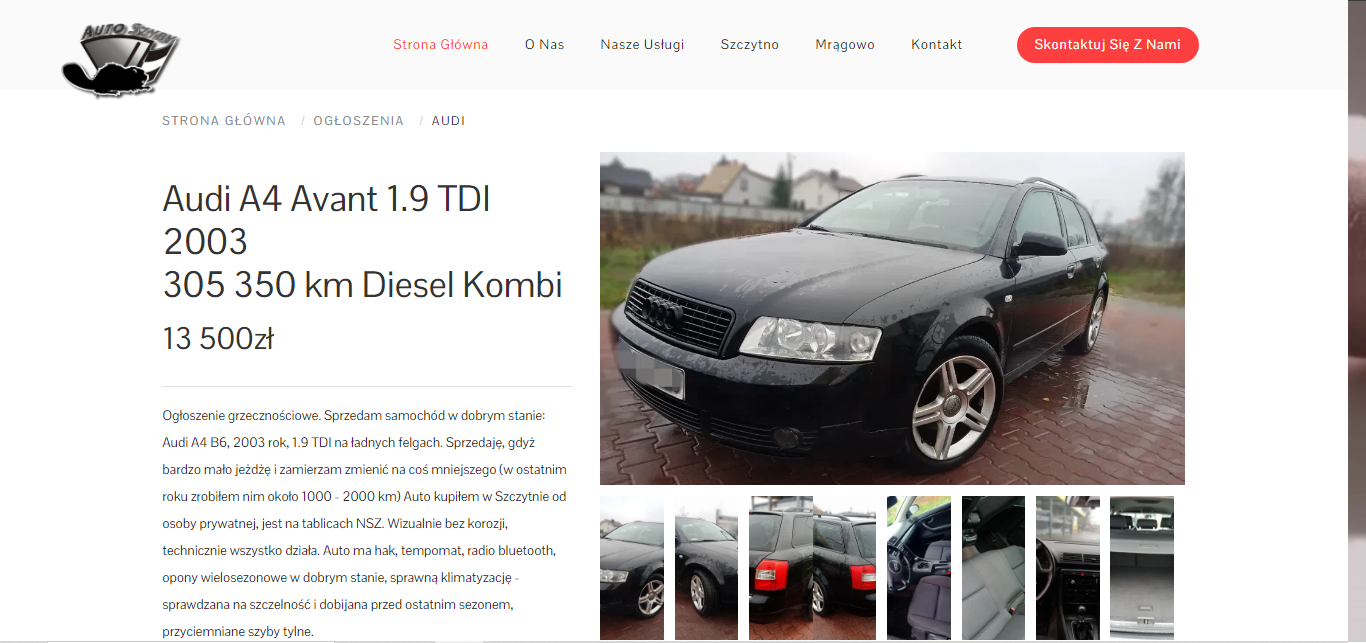 AUTO SZYBY
Strona Główna
O Nas
Nasze Usługi
Szczytno
Mrągowo
Kontakt
Skontaktuj Się Z Nami
STRONA GŁÓWNA / OGŁOSZENIA / AUDI
Audi A4 Avant 1.9 TDI
2003
305 350 km Diesel Kombi
13 500zł
Ogłoszenie grzecznościowe. Sprzedam samochód w dobrym stanie:
Audi A4 B6, 2003 rok, 1.9 TDI na ładnych felgach. Sprzedaję, gdyż
bardzo mało jeżdżę i zamierzam zmienić na coś mniejszego (w ostatnim
roku zrobiłem nim około 1000 - 2000 km) Auto kupiłem w Szczytnie od
osoby prywatnej, jest na tablicach NSZ. Wizualnie bez korozji,
technicznie wszystko działa. Auto ma hak, tempomat, radio bluetooth,
opony wielosezonowe w dobrym stanie, sprawną klimatyzację -
sprawdzana na szczelność i dobijana przed ostatnim sezonem,
przyciemniane szyby tylne.